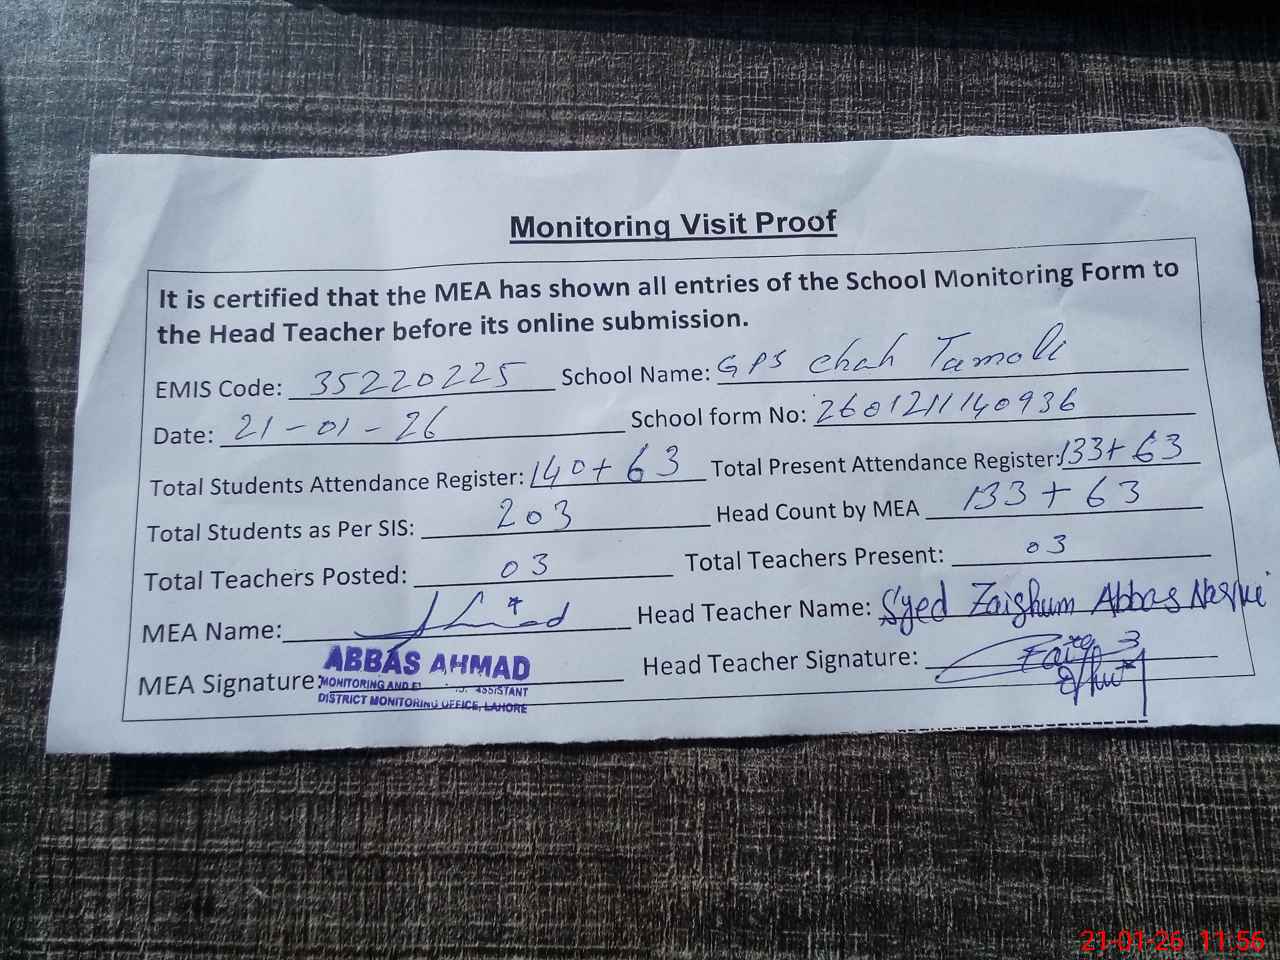 Monitoring Visit Proof
It is certified that the MEA has shown all entries of the School Monitoring Form to
the Head Teacher before its online submission.
EMIS Code: 35220225 School Name: GPS Chah Tamoli
Date: 21-01-26 School form No: 2601211140936
Total Students Attendance Register: 140+63 Total Present Attendance Register: 133+63
Total Students as Per SIS: 203 Head Count by MEA 133+63
Total Teachers Posted: 03 Total Teachers Present: 03
MEA Name: Head Teacher Name: Syed Zaighum Abbas
MEA Signature: Head Teacher Signature:
ABBAS AHMAD
MONITORING AND ASSISTANT
DISTRICT MONITORING OFFICE, LAHORE
21-01-26 11:56